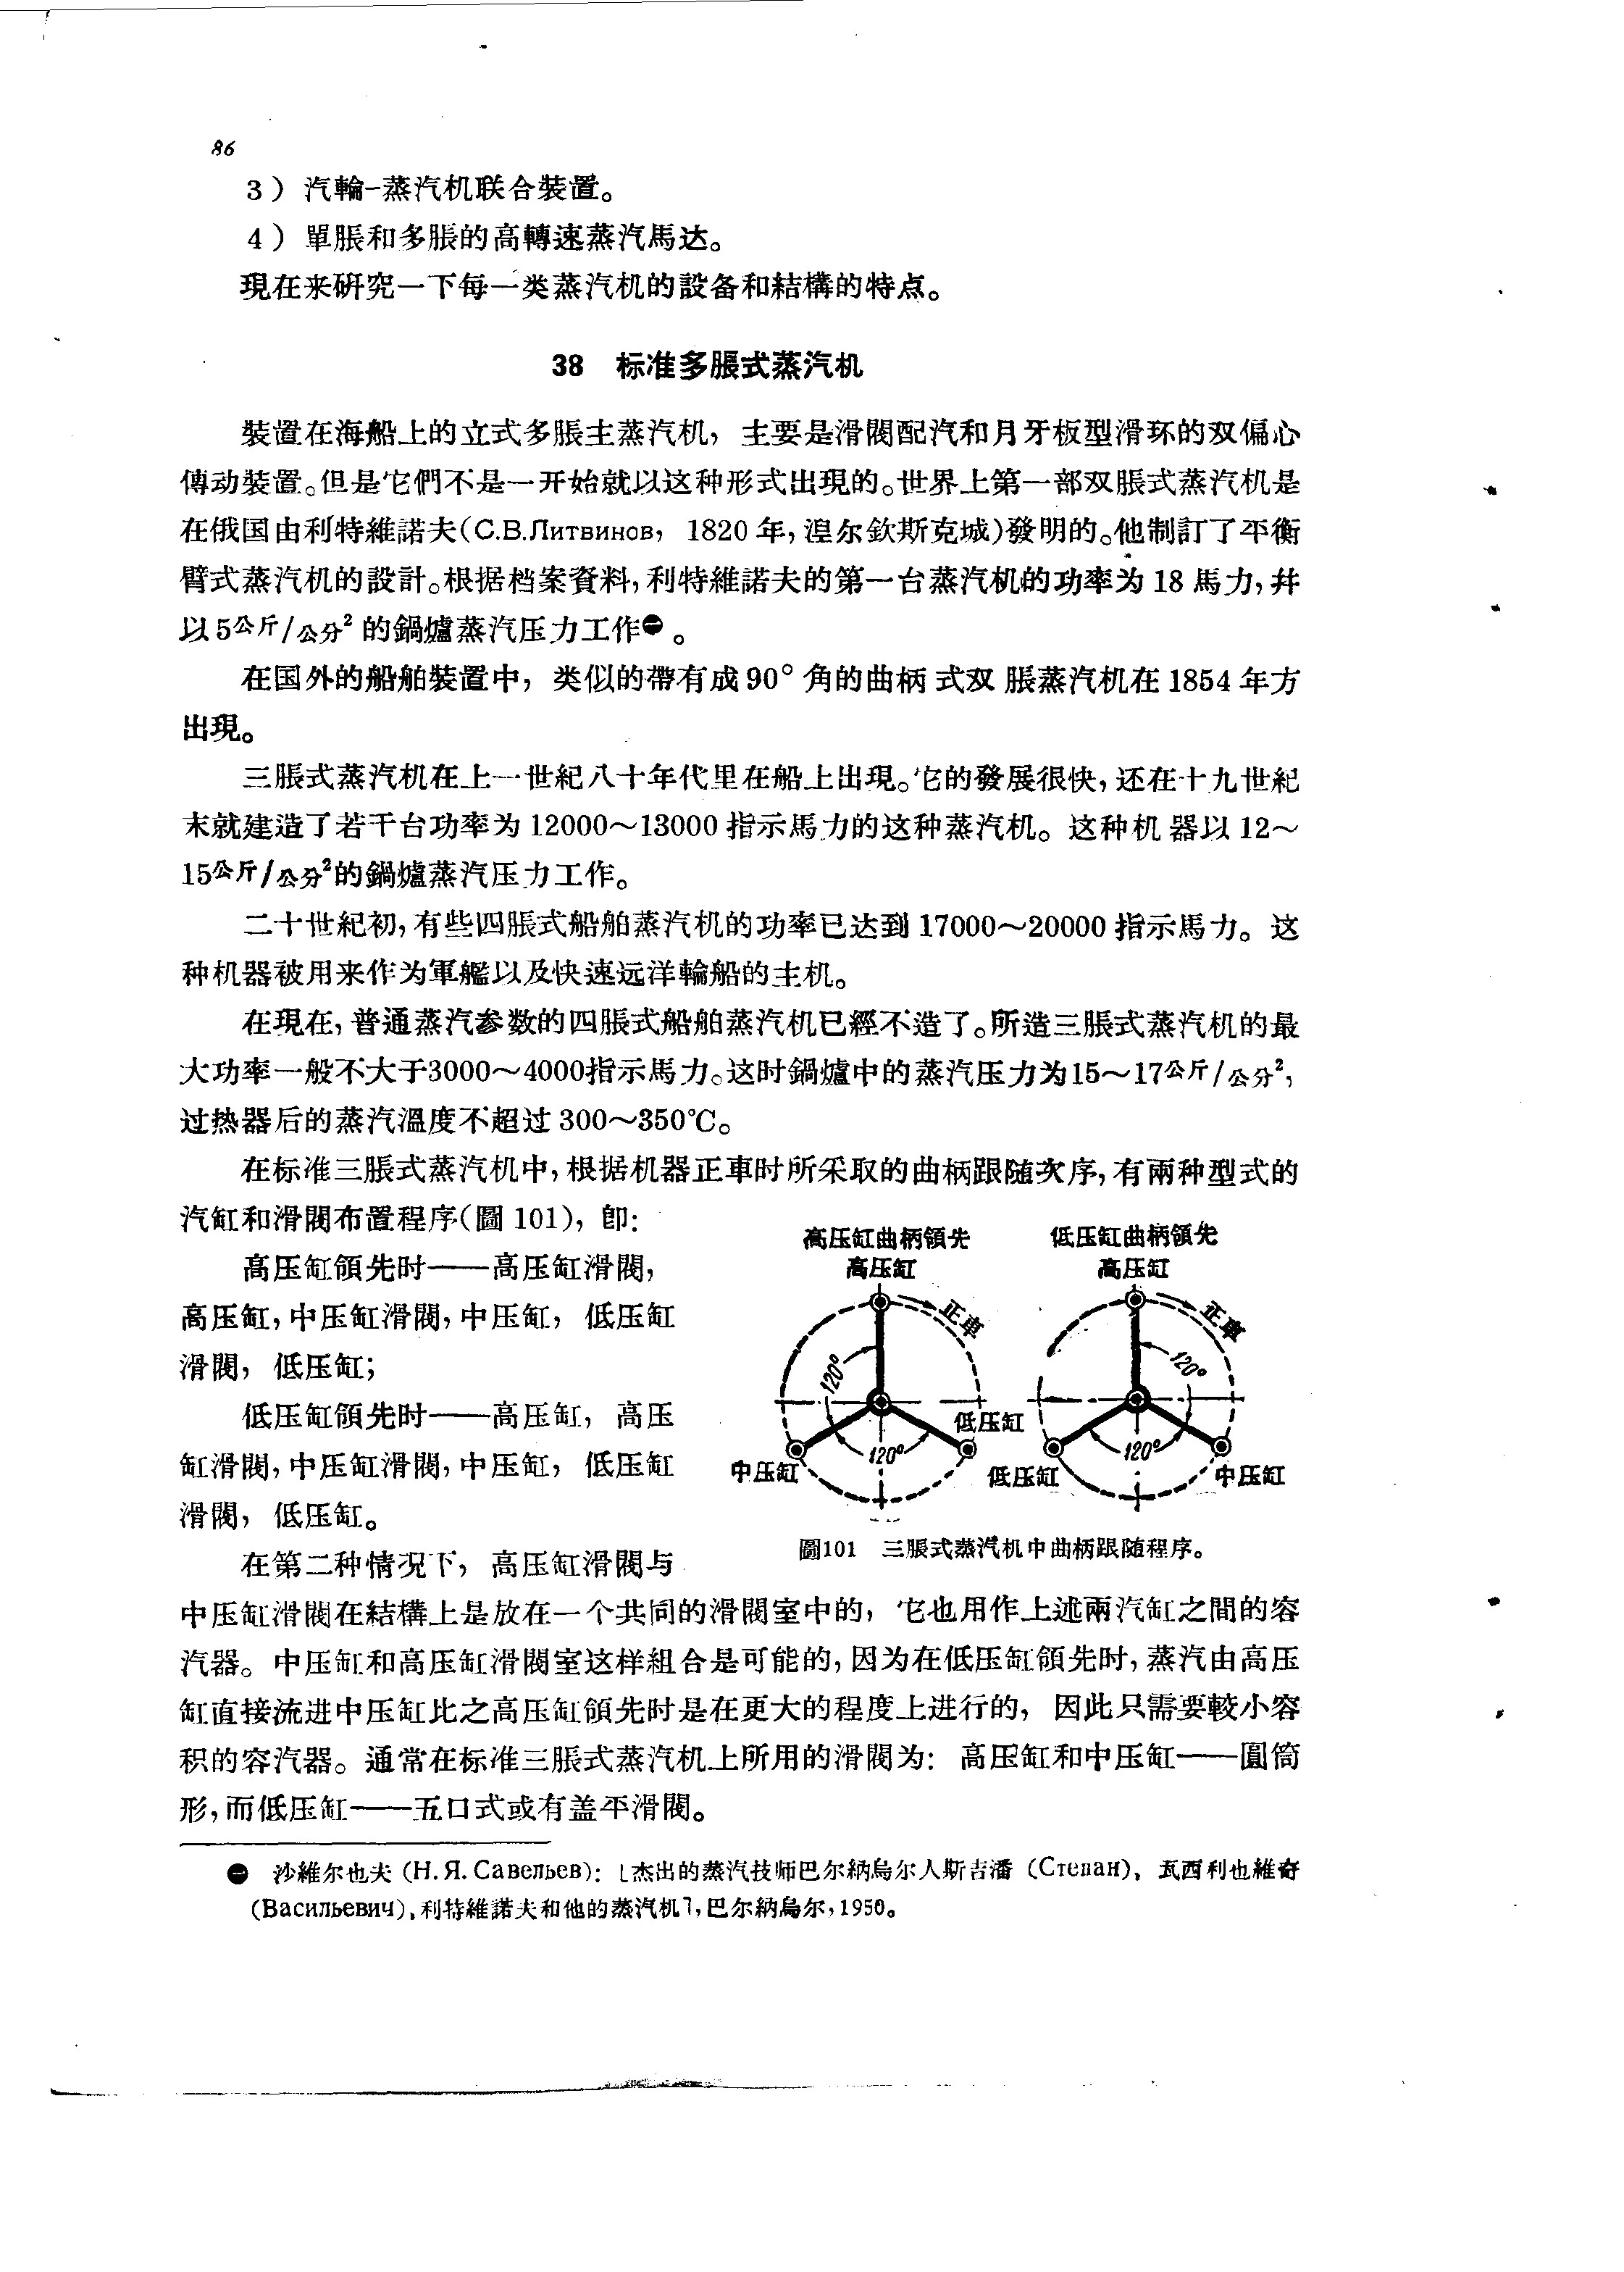 86
3）汽輪-蒸汽机联合裝置。
4）單脹和多脹的高轉速蒸汽馬达。
現在来研究一下每一类蒸汽机的設备和結構的特点。
38 标准多脹式蒸汽机
裝置在海船上的立式多脹主蒸汽机，主要是滑閥配汽和月牙板型滑环的双偏心
傳动裝置。但是它們不是一开始就以这种形式出現的。世界上第一部双脹式蒸汽机是
在俄国由利特維諾夫(С.В.Литвинов，1820年，湼尔欽斯克城)發明的。他制訂了平衡
臂式蒸汽机的設計。根据档案資料，利特維諾夫的第一台蒸汽机的功率为 18 馬力，幷
以5公斤/公分² 的鍋爐蒸汽压力工作㊀。
在国外的船舶裝置中，类似的帶有成90°角的曲柄式双脹蒸汽机在1854年方
出現。
三脹式蒸汽机在上一世紀八十年代里在船上出現。它的發展很快，还在十九世紀
末就建造了若干台功率为 12000～13000 指示馬力的这种蒸汽机。这种机器以 12～
15公斤/公分²的鍋爐蒸汽压力工作。
二十世紀初，有些四脹式船舶蒸汽机的功率已达到 17000～20000 指示馬力。这
种机器被用来作为軍艦以及快速远洋輪船的主机。
在現在，普通蒸汽参数的四脹式船舶蒸汽机已經不造了。所造三脹式蒸汽机的最
大功率一般不大于3000～4000指示馬力。这时鍋爐中的蒸汽压力为15～17公斤/公分²，
过热器后的蒸汽溫度不超过 300～350℃。
在标准三脹式蒸汽机中，根据机器正車时所采取的曲柄跟随次序，有兩种型式的
汽缸和滑閥布置程序(圖 101)，卽：
高压缸領先时——高压缸滑閥，
高压缸，中压缸滑閥，中压缸，低压缸
滑閥，低压缸；
低压缸領先时——高压缸，高压
缸滑閥，中压缸滑閥，中压缸，低压缸
滑閥，低压缸。
高压缸曲柄領先
高压缸
正車
120°
120°
低压缸
中压缸
低压缸曲柄領先
高压缸
正車
120°
120°
低压缸
中压缸
圖101 三脹式蒸汽机中曲柄跟随程序。
在第二种情况下，高压缸滑閥与
中压缸滑閥在結構上是放在一个共同的滑閥室中的，它也用作上述兩汽缸之間的容
汽器。中压缸和高压缸滑閥室这样組合是可能的，因为在低压缸領先时，蒸汽由高压
缸直接流进中压缸比之高压缸領先时是在更大的程度上进行的，因此只需要較小容
积的容汽器。通常在标准三脹式蒸汽机上所用的滑閥为：高压缸和中压缸——圓筒
形，而低压缸——五口式或有盖平滑閥。
㊀ 沙維尔也夫 (Н.Я.Савельев)：⌊杰出的蒸汽技师巴尔納烏尔人斯吉潘 (Степан)，瓦西利也維奇
(Васильевич)、利特維諾夫和他的蒸汽机⌉，巴尔納烏尔，1950。